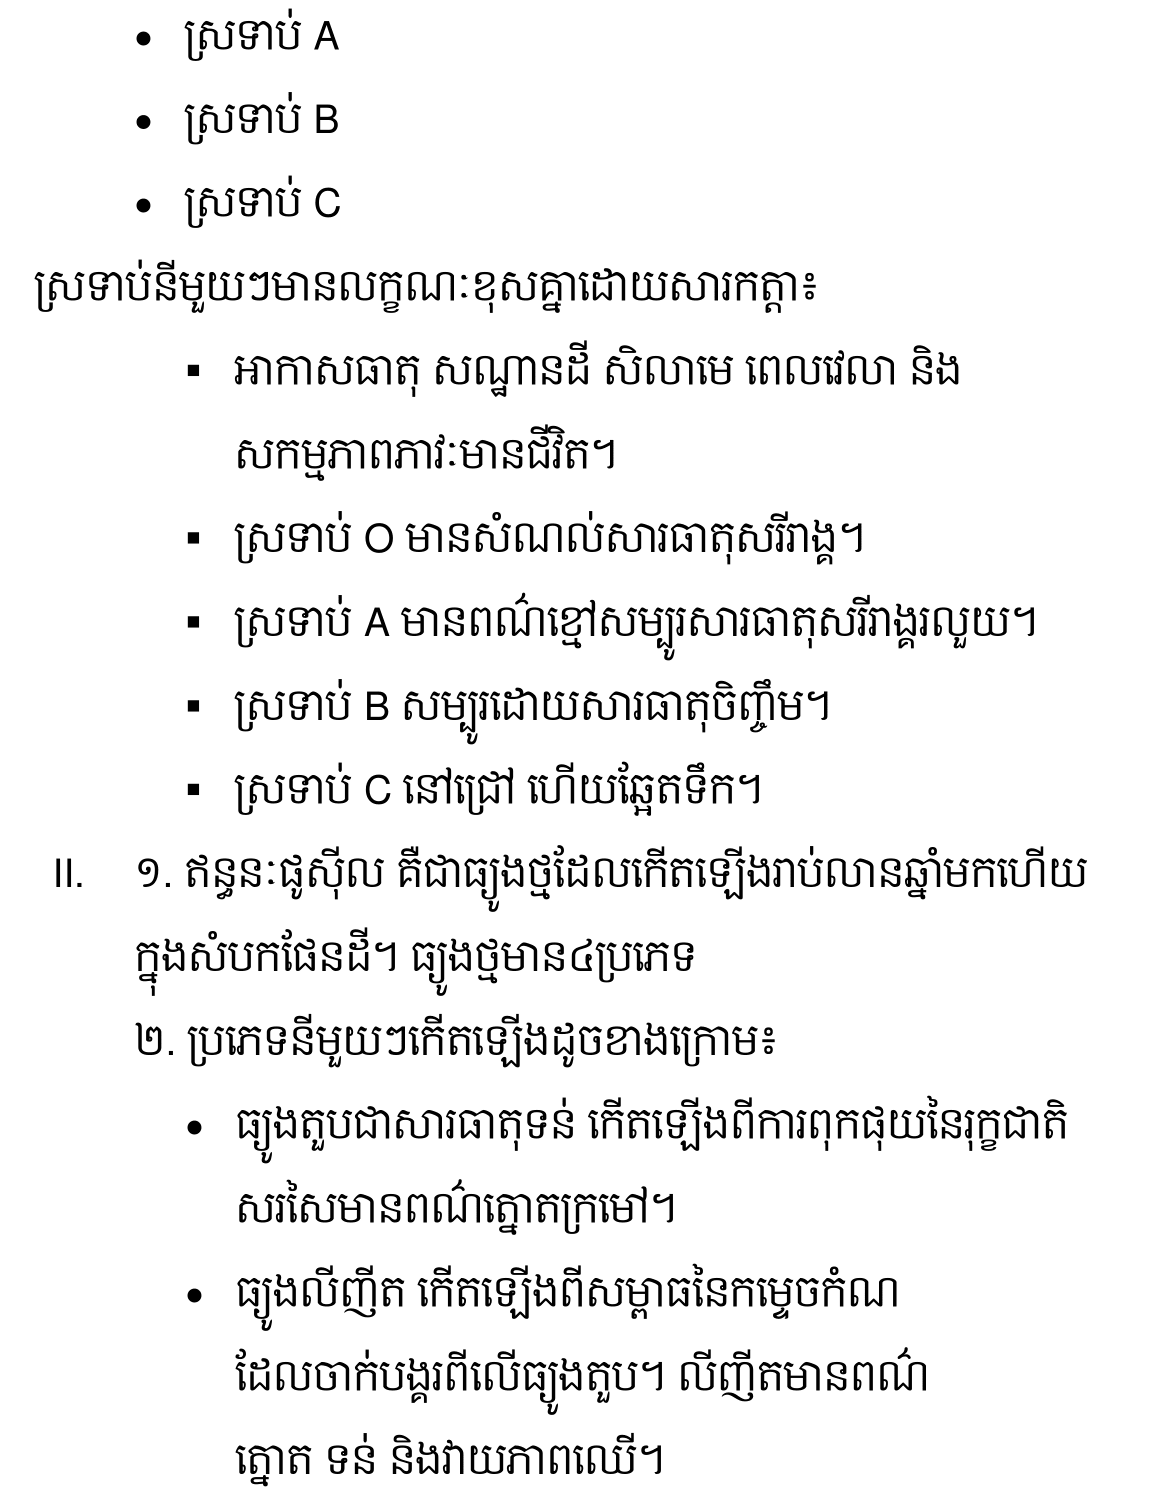 • ស្រទាប់ A
• ស្រទាប់ B
• ស្រទាប់ C
ស្រទាប់នីមួយៗមានលក្ខណៈខុសគ្នាដោយសារកត្តា៖
▪ អាកាសធាតុ សណ្ឋានដី សិលាមេ ពេលវេលា និង
សកម្មភាពភាវៈមានជីវិត។
▪ ស្រទាប់ O មានសំណល់សារធាតុសរីរាង្គ។
▪ ស្រទាប់ A មានពណ៌ខ្មៅសម្បូរសារធាតុសរីរាង្គរលួយ។
▪ ស្រទាប់ B សម្បូរដោយសារធាតុចិញ្ចឹម។
▪ ស្រទាប់ C នៅជ្រៅ ហើយឆ្អែតទឹក។
II. ១. ឥន្ធនៈផូស៊ីល គឺជាធ្យូងថ្មដែលកើតឡើងរាប់លានឆ្នាំមកហើយ
ក្នុងសំបកផែនដី។ ធ្យូងថ្មមាន៤ប្រភេទ
២. ប្រភេទនីមួយៗកើតឡើងដូចខាងក្រោម៖
• ធ្យូងតួបជាសារធាតុទន់ កើតឡើងពីការពុកផុយនៃរុក្ខជាតិ
សរសៃមានពណ៌ត្នោតក្រមៅ។
• ធ្យូងលីញីត កើតឡើងពីសម្ពាធនៃកម្ទេចកំណ
ដែលចាក់បង្គរពីលើធ្យូងតួប។ លីញីតមានពណ៌
ត្នោត ទន់ និងវាយភាពឈើ។